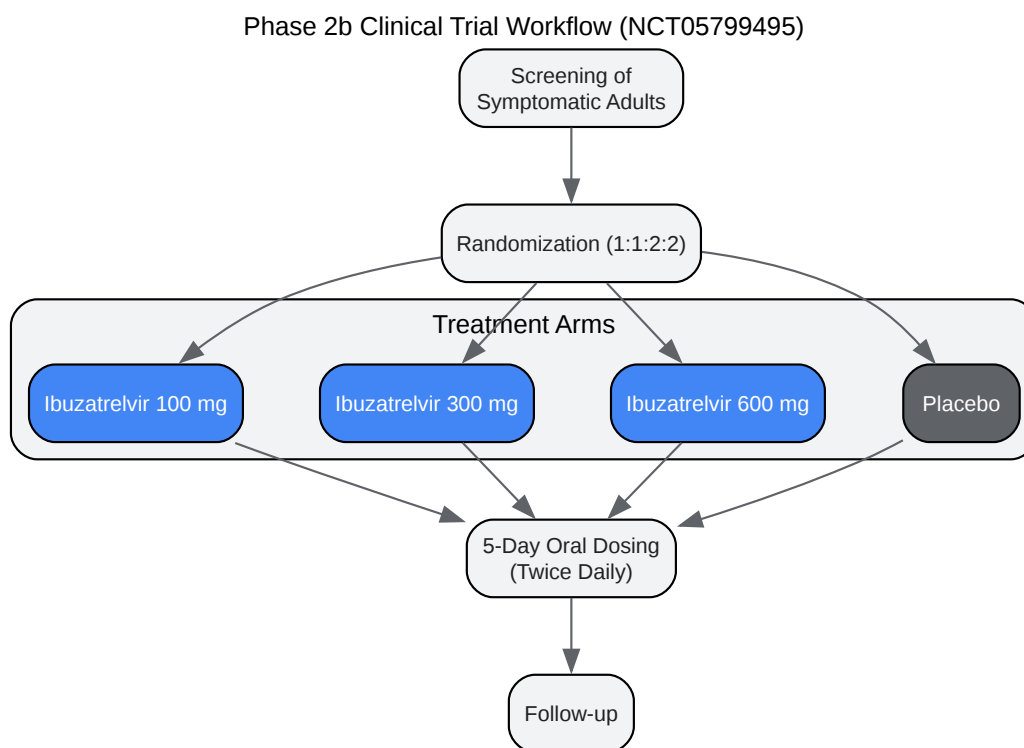 Phase 2b Clinical Trial Workflow (NCT05799495)
Screening of
Symptomatic Adults
Randomization (1:1:2:2)
Treatment Arms
Ibuzatrelvir 100 mg
Ibuzatrelvir 300 mg
Ibuzatrelvir 600 mg
Placebo
5-Day Oral Dosing
(Twice Daily)
Follow-up